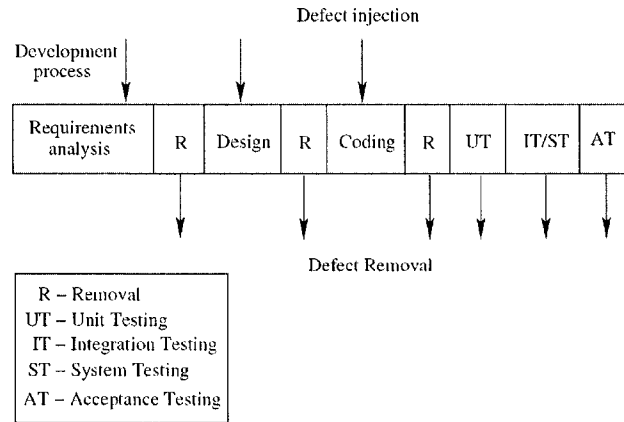 Defect injection
Development
process
Requirements
analysis
R
Design
R
Coding
R
UT
IT/ST
AT
Defect Removal
R – Removal
UT – Unit Testing
IT – Integration Testing
ST – System Testing
AT – Acceptance Testing